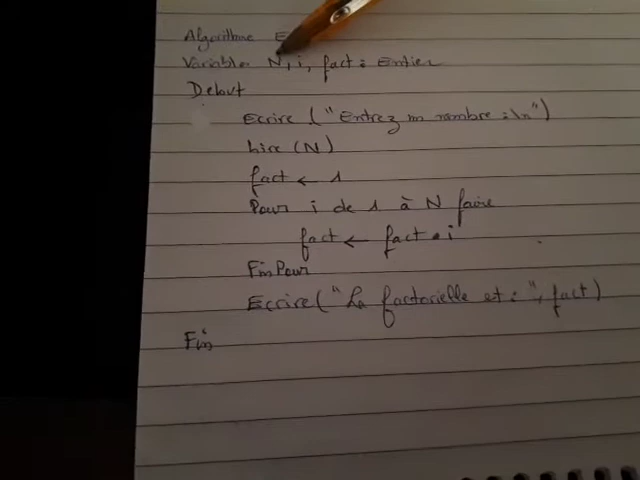 Algorithme E
Variables N, i, fact : Entier
Debut
Ecrire ("Entrez un nombre :\n")
Lire (N)
fact ← 1
Pour i de 1 à N faire
fact ← fact * i
FinPour
Ecrire ("La factorielle est : ", fact)
Fin